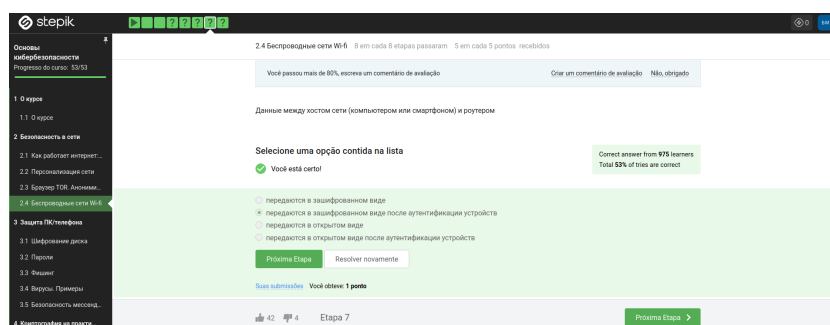 stepik
? ? ? ? ?
0
Основы
кибербезопасности
Progresso do curso: 53/53
1 О курсе
1.1 О курсе
2 Безопасность в сети
2.1 Как работает интернет:...
2.2 Персонализация сети
2.3 Браузер TOR. Анонимн...
2.4 Беспроводные сети Wi-fi
3 Защита ПК/телефона
3.1 Шифрование диска
3.2 Пароли
3.3 Фишинг
3.4 Вирусы. Примеры
3.5 Безопасность мессенд...
4 Криптография на практи...
2.4 Беспроводные сети Wi-fi 8 em cada 8 etapas passaram 5 em cada 5 pontos recebidos
Você passou mais de 80%, escreva um comentário de avaliação
Criar um comentário de avaliação Não, obrigado
Данные между хостом сети (компьютером или смартфоном) и роутером
Selecione uma opção contida na lista
Você está certo!
Correct answer from 975 learners
Total 53% of tries are correct
передаются в зашифрованном виде
передаются в зашифрованном виде после аутентификации устройств
передаются в открытом виде
передаются в открытом виде после аутентификации устройств
Próxima Etapa Resolver novamente
Suas submissões Você obteve: 1 ponto
42 4 Etapa 7
Próxima Etapa